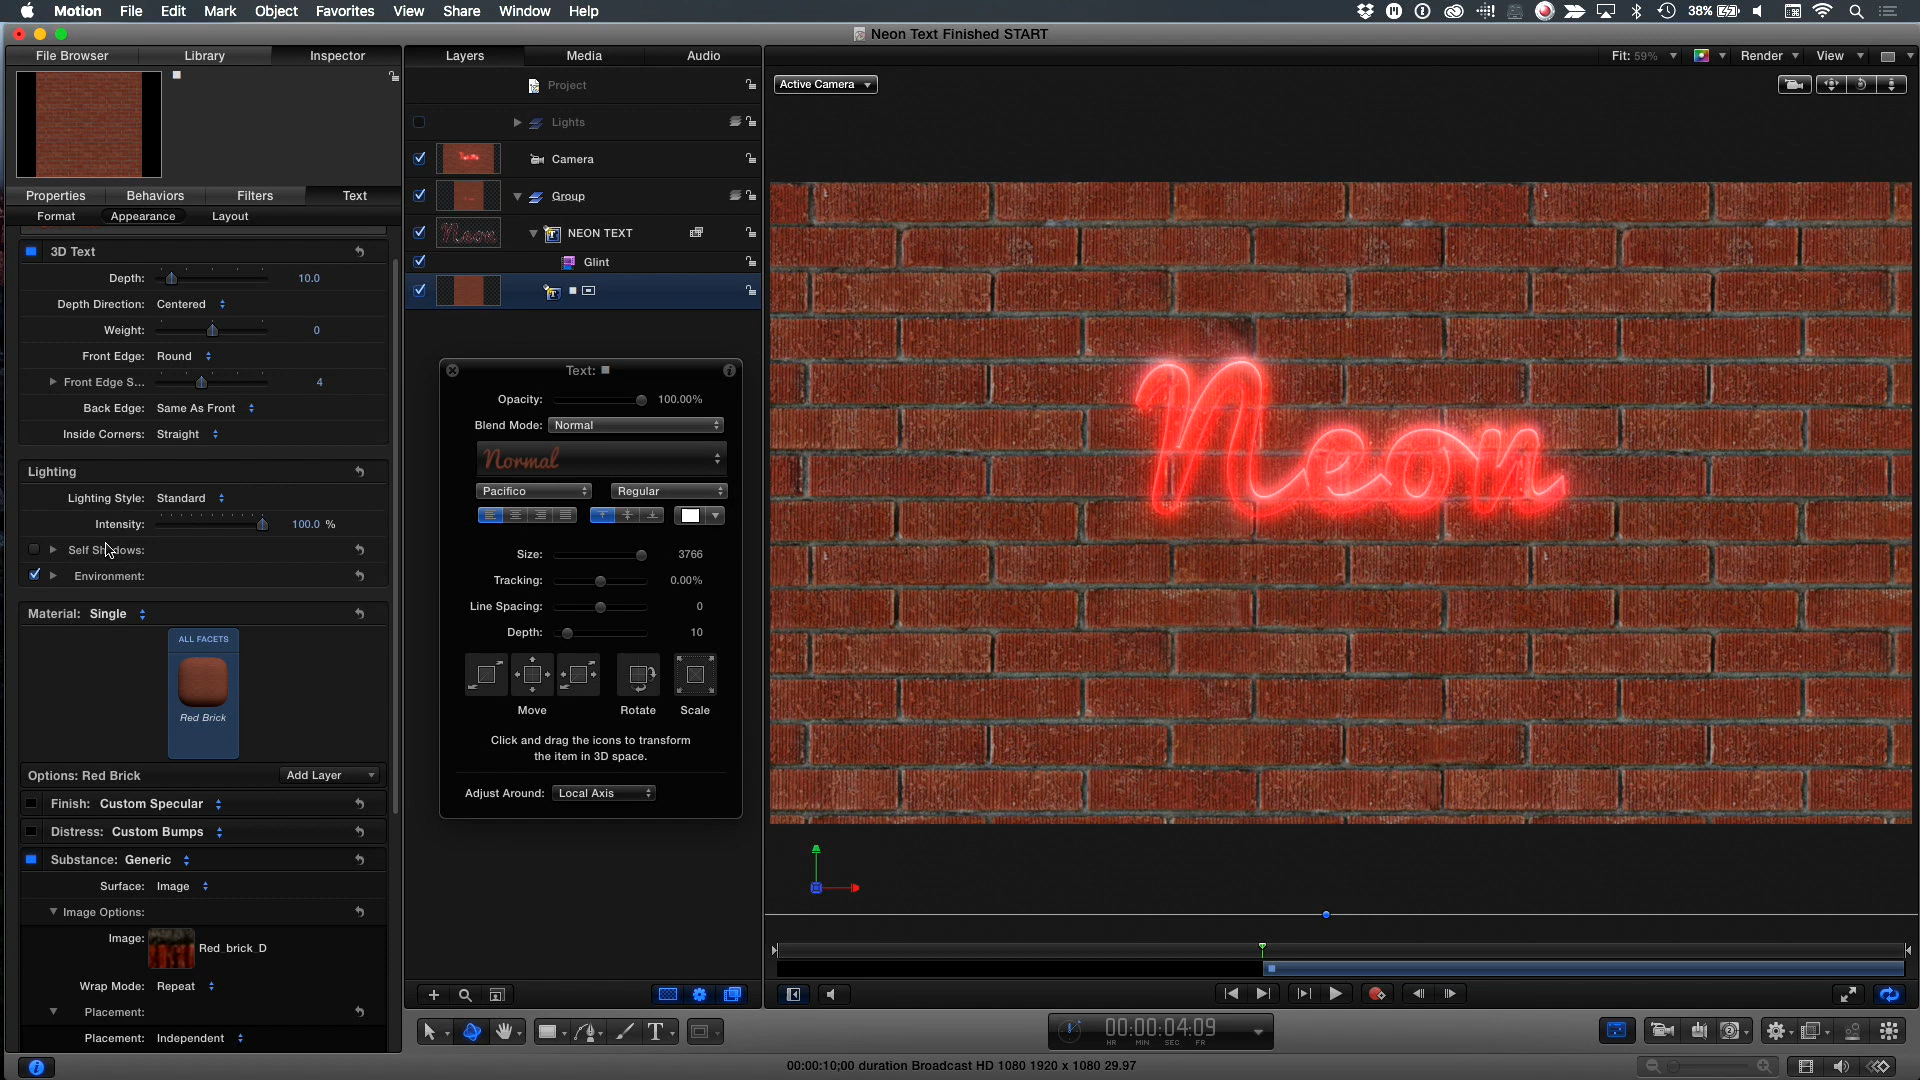 Motion File Edit Mark Object Favorites View Share Window Help
38%
Neon Text Finished START
File Browser Library Inspector
Layers Media Audio
Fit: 59% Render View
Active Camera
Project
Lights
Camera
Group
NEON TEXT
Glint
Properties Behaviors Filters Text
Format Appearance Layout
3D Text
Depth: 10.0
Depth Direction: Centered
Weight: 0
Front Edge: Round
Front Edge S... 4
Back Edge: Same As Front
Inside Corners: Straight
Lighting
Lighting Style: Standard
Intensity: 100.0 %
Self Shadows:
Environment:
Material: Single
ALL FACETS
Red Brick
Options: Red Brick Add Layer
Finish: Custom Specular
Distress: Custom Bumps
Substance: Generic
Surface: Image
Image Options:
Image: Red_brick_D
Wrap Mode: Repeat
Placement:
Placement: Independent
Text:
Opacity: 100.00%
Blend Mode: Normal
Normal
Pacifico Regular
Size: 3766
Tracking: 0.00%
Line Spacing: 0
Depth: 10
Move Rotate Scale
Click and drag the icons to transform
the item in 3D space.
Adjust Around: Local Axis
Neon
00:00:04:09
HR MIN SEC FR
00:00:10;00 duration Broadcast HD 1080 1920 x 1080 29.97